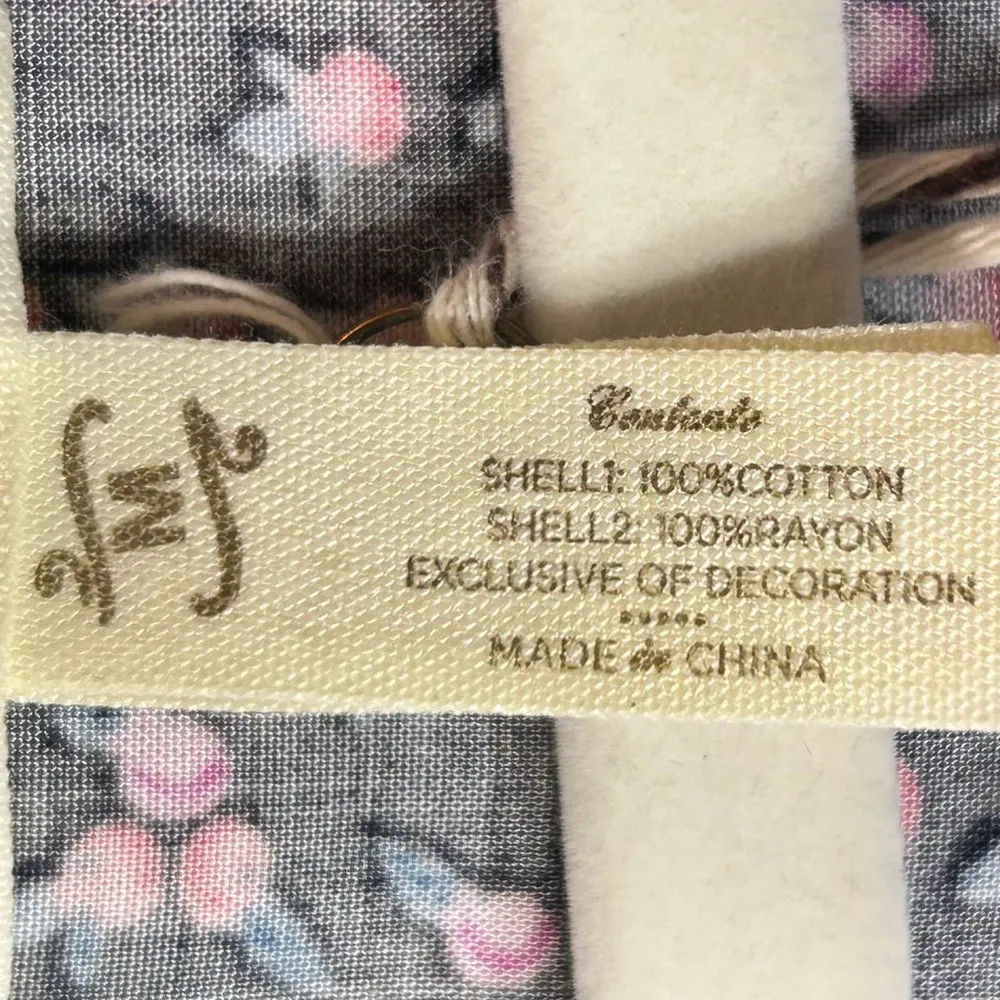 M
Contents
SHELL1: 100%COTTON
SHELL2: 100%RAYON
EXCLUSIVE OF DECORATION
MADE in CHINA